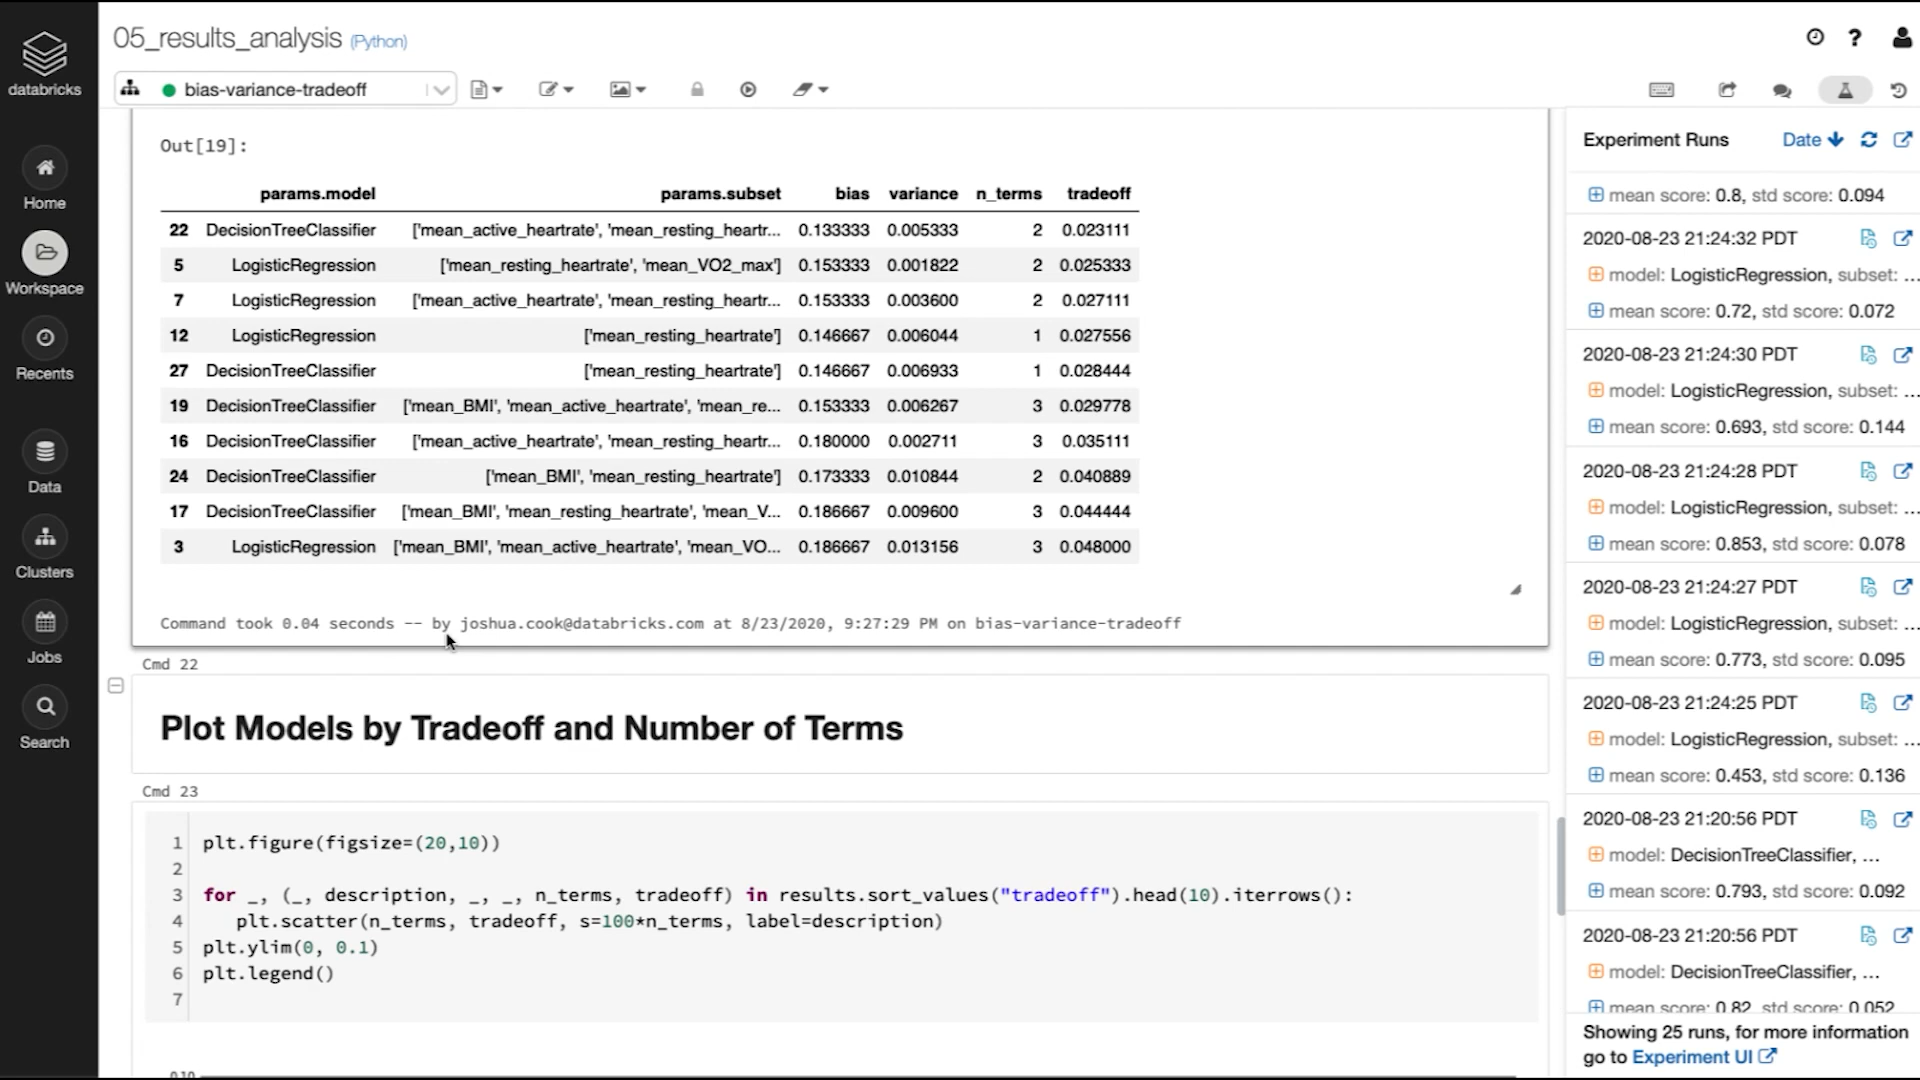 databricks
Home
Workspace
Recents
Data
Clusters
Jobs
Search
05_results_analysis (Python)
bias-variance-tradeoff
Out[19]:
params.model params.subset bias variance n_terms tradeoff
22 DecisionTreeClassifier ['mean_active_heartrate', 'mean_resting_heartr... 0.133333 0.005333 2 0.023111
5 LogisticRegression ['mean_resting_heartrate', 'mean_VO2_max'] 0.153333 0.001822 2 0.025333
7 LogisticRegression ['mean_active_heartrate', 'mean_resting_heartr... 0.153333 0.003600 2 0.027111
12 LogisticRegression ['mean_resting_heartrate'] 0.146667 0.006044 1 0.027556
27 DecisionTreeClassifier ['mean_resting_heartrate'] 0.146667 0.006933 1 0.028444
19 DecisionTreeClassifier ['mean_BMI', 'mean_active_heartrate', 'mean_re... 0.153333 0.006267 3 0.029778
16 DecisionTreeClassifier ['mean_active_heartrate', 'mean_resting_heartr... 0.180000 0.002711 3 0.035111
24 DecisionTreeClassifier ['mean_BMI', 'mean_resting_heartrate'] 0.173333 0.010844 2 0.040889
17 DecisionTreeClassifier ['mean_BMI', 'mean_resting_heartrate', 'mean_V... 0.186667 0.009600 3 0.044444
3 LogisticRegression ['mean_BMI', 'mean_active_heartrate', 'mean_VO... 0.186667 0.013156 3 0.048000
Command took 0.04 seconds -- by joshua.cook@databricks.com at 8/23/2020, 9:27:29 PM on bias-variance-tradeoff
Cmd 22
Plot Models by Tradeoff and Number of Terms
Cmd 23
1 plt.figure(figsize=(20,10))
2
3 for _, (_, description, _, _, n_terms, tradeoff) in results.sort_values("tradeoff").head(10).iterrows():
4 plt.scatter(n_terms, tradeoff, s=100*n_terms, label=description)
5 plt.ylim(0, 0.1)
6 plt.legend()
7
0.10
Experiment Runs Date
mean score: 0.8, std score: 0.094
2020-08-23 21:24:32 PDT
model: LogisticRegression, subset: ...
mean score: 0.72, std score: 0.072
2020-08-23 21:24:30 PDT
model: LogisticRegression, subset: ...
mean score: 0.693, std score: 0.144
2020-08-23 21:24:28 PDT
model: LogisticRegression, subset: ...
mean score: 0.853, std score: 0.078
2020-08-23 21:24:27 PDT
model: LogisticRegression, subset: ...
mean score: 0.773, std score: 0.095
2020-08-23 21:24:25 PDT
model: LogisticRegression, subset: ...
mean score: 0.453, std score: 0.136
2020-08-23 21:20:56 PDT
model: DecisionTreeClassifier, ...
mean score: 0.793, std score: 0.092
2020-08-23 21:20:56 PDT
model: DecisionTreeClassifier, ...
mean score: 0.82, std score: 0.052
Showing 25 runs, for more information
go to Experiment UI